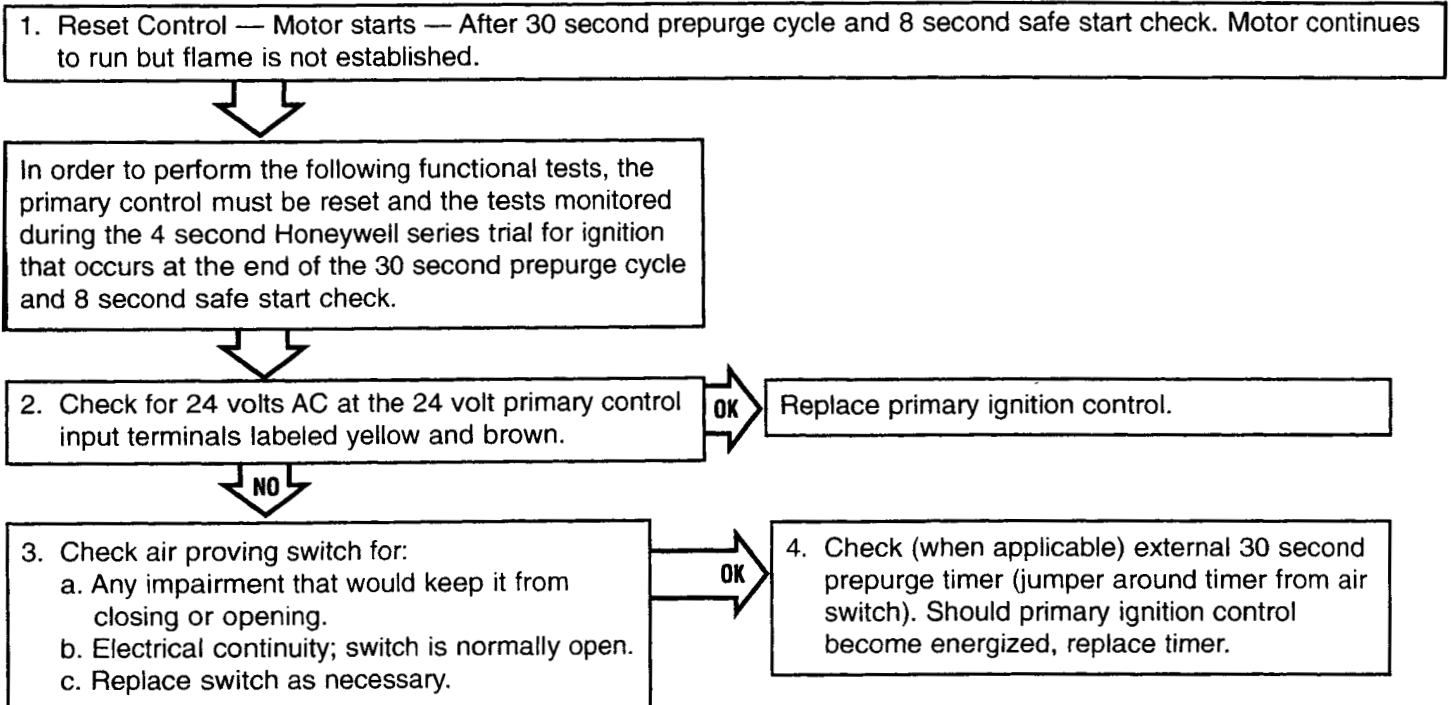 1. Reset Control — Motor starts — After 30 second prepurge cycle and 8 second safe start check. Motor continues
to run but flame is not established.
In order to perform the following functional tests, the
primary control must be reset and the tests monitored
during the 4 second Honeywell series trial for ignition
that occurs at the end of the 30 second prepurge cycle
and 8 second safe start check.
2. Check for 24 volts AC at the 24 volt primary control
input terminals labeled yellow and brown.
OK
Replace primary ignition control.
NO
3. Check air proving switch for:
a. Any impairment that would keep it from
closing or opening.
b. Electrical continuity; switch is normally open.
c. Replace switch as necessary.
OK
4. Check (when applicable) external 30 second
prepurge timer (jumper around timer from air
switch). Should primary ignition control
become energized, replace timer.